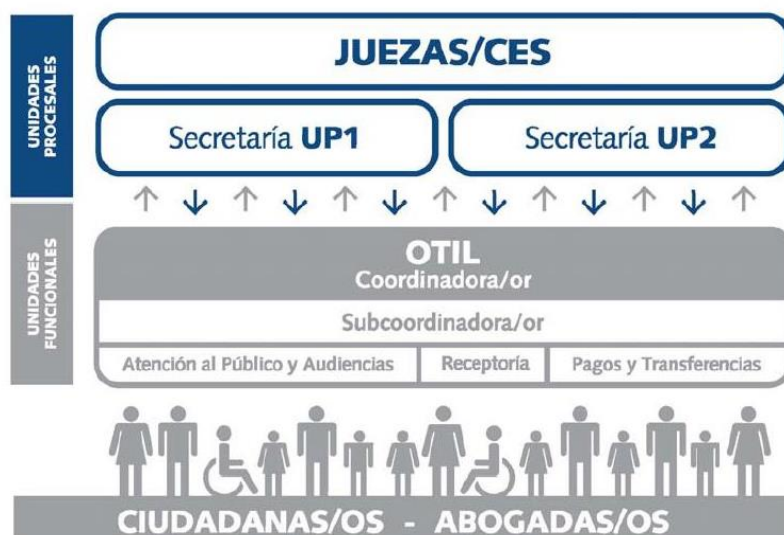 UNIDADES
PROCESALES
JUEZAS/CES
Secretaría UP1
Secretaría UP2
UNIDADES
FUNCIONALES
OTIL
Coordinadora/or
Subcoordinadora/or
Atención al Público y Audiencias
Receptoría
Pagos y Transferencias
CIUDADANAS/OS - ABOGADAS/OS